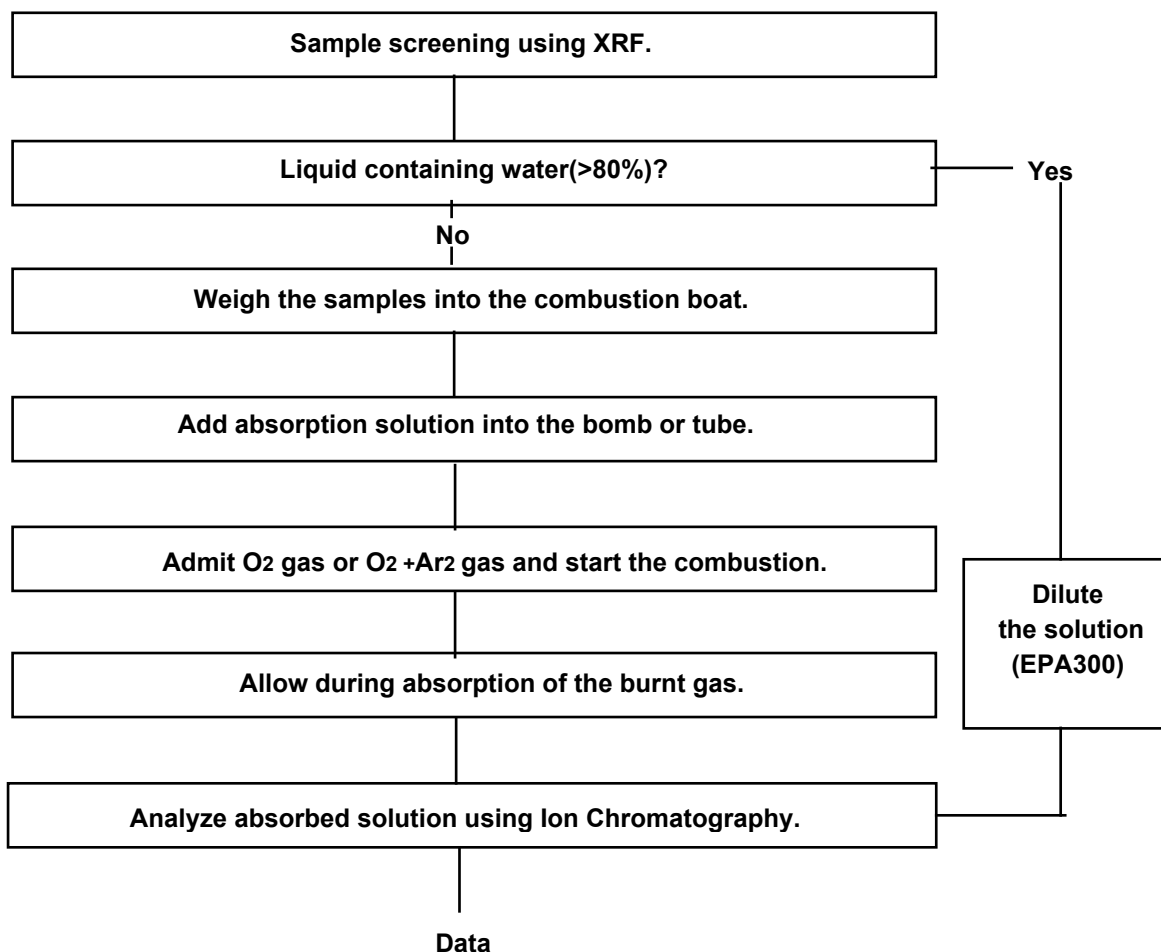 Sample screening using XRF.
Liquid containing water(>80%)?
Yes
No
Weigh the samples into the combustion boat.
Add absorption solution into the bomb or tube.
Admit O2 gas or O2 +Ar2 gas and start the combustion.
Dilute
the solution
(EPA300)
Allow during absorption of the burnt gas.
Analyze absorbed solution using Ion Chromatography.
Data